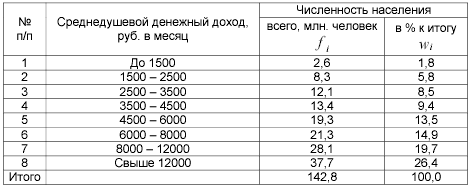 № п/п Среднедушевой денежный доход, руб. в месяц Численность населения
всего, млн. человек f i в % к итогу w i
1 До 1500 2,6 1,8
2 1500 – 2500 8,3 5,8
3 2500 – 3500 12,1 8,5
4 3500 – 4500 13,4 9,4
5 4500 – 6000 19,3 13,5
6 6000 – 8000 21,3 14,9
7 8000 – 12000 28,1 19,7
8 Свыше 12000 37,7 26,4
Итого 142,8 100,0